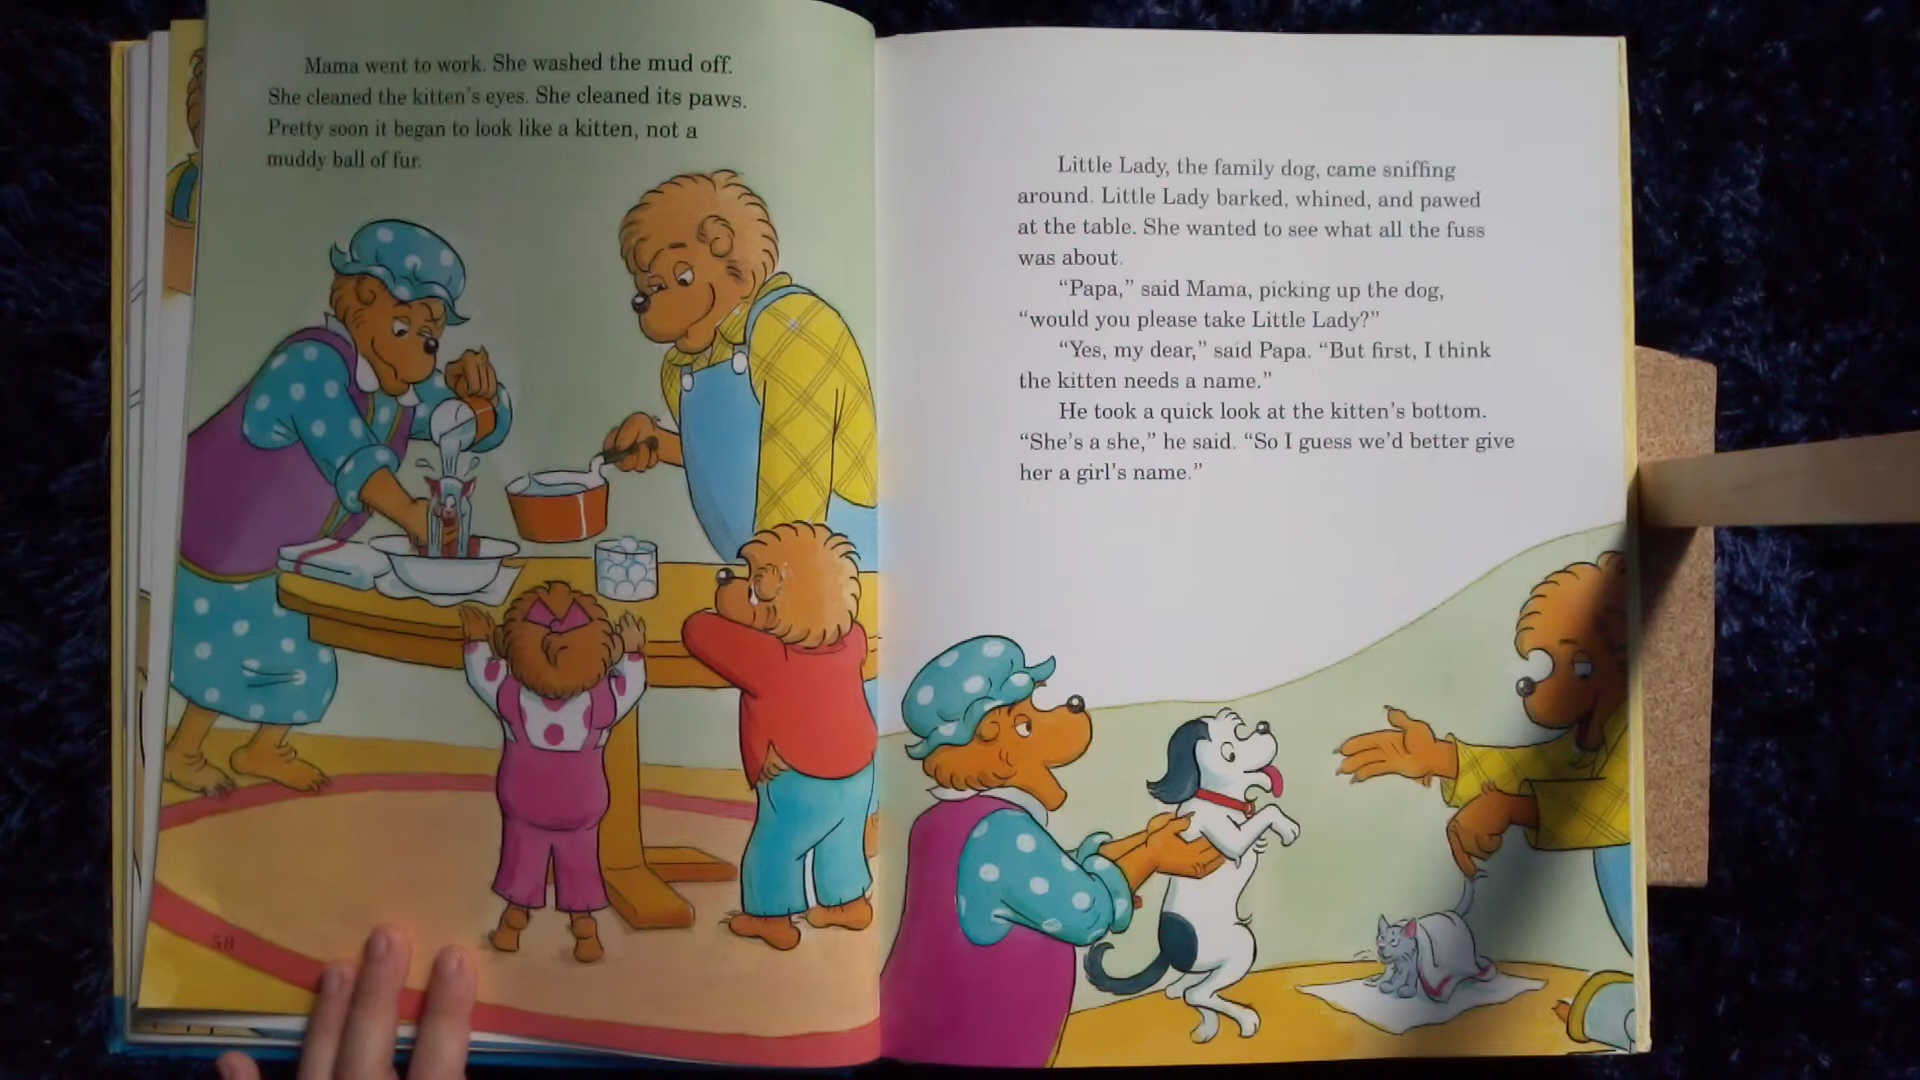 Mama went to work. She washed the mud off.
She cleaned the kitten's eyes. She cleaned its paws.
Pretty soon it began to look like a kitten, not a
muddy ball of fur.
58
Little Lady, the family dog, came sniffing
around. Little Lady barked, whined, and pawed
at the table. She wanted to see what all the fuss
was about.
“Papa,” said Mama, picking up the dog,
“would you please take Little Lady?”
“Yes, my dear,” said Papa. “But first, I think
the kitten needs a name.”
He took a quick look at the kitten's bottom.
“She's a she,” he said. “So I guess we'd better give
her a girl's name.”